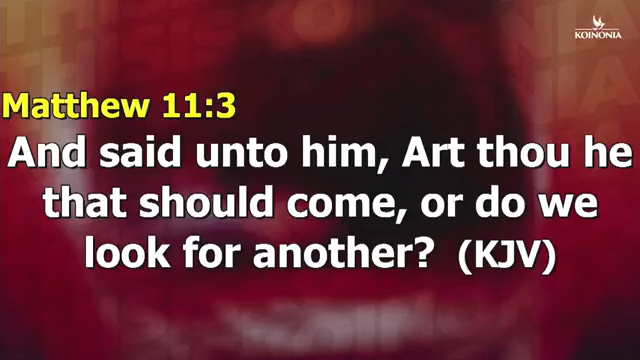 KOINONIA
Matthew 11:3
And said unto him, Art thou he
that should come, or do we
look for another? (KJV)